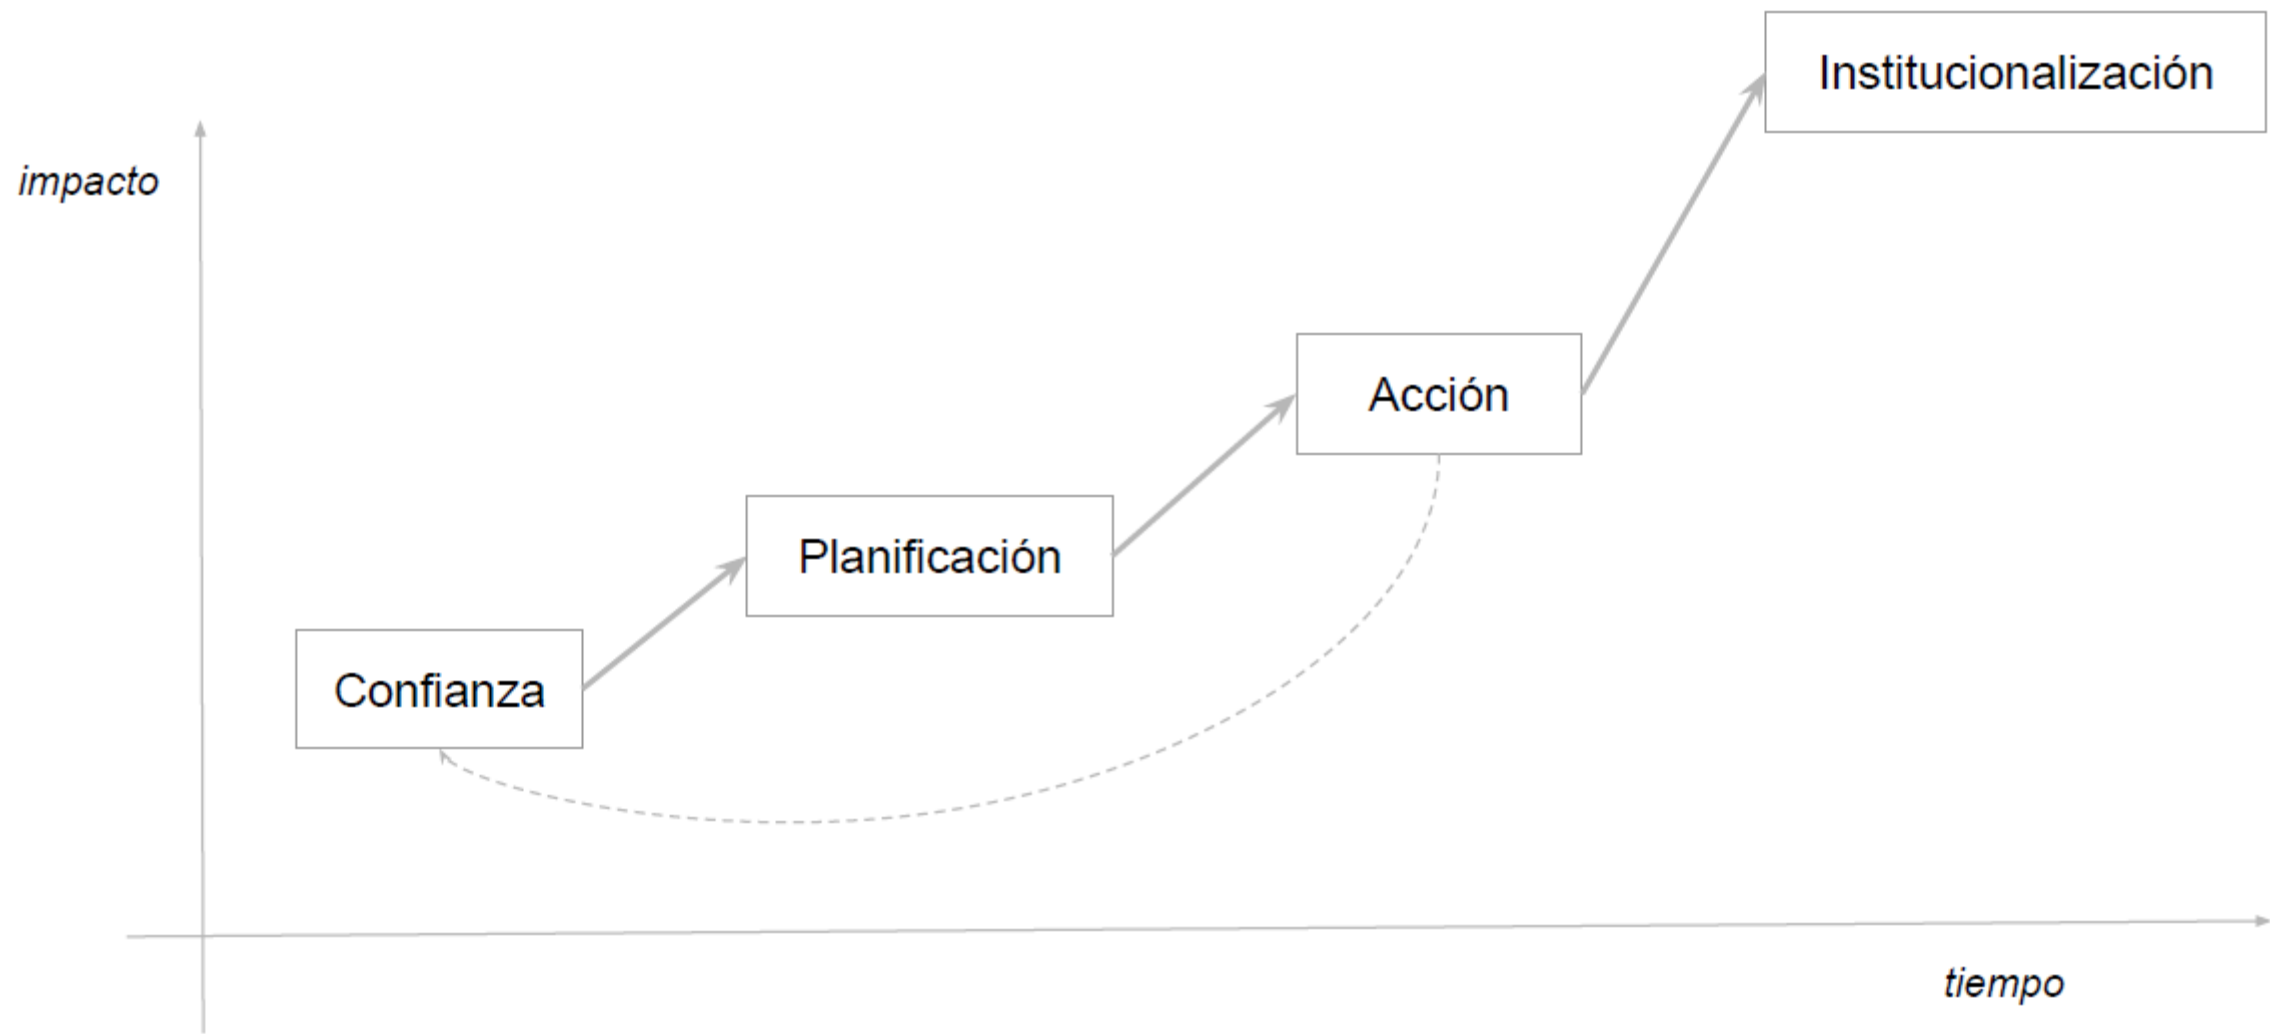 Institucionalización
impacto
Acción
Planificación
Confianza
tiempo